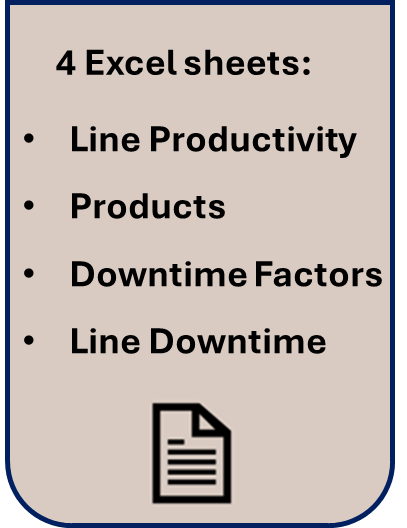 4 Excel sheets:
• Line Productivity
• Products
• Downtime Factors
• Line Downtime